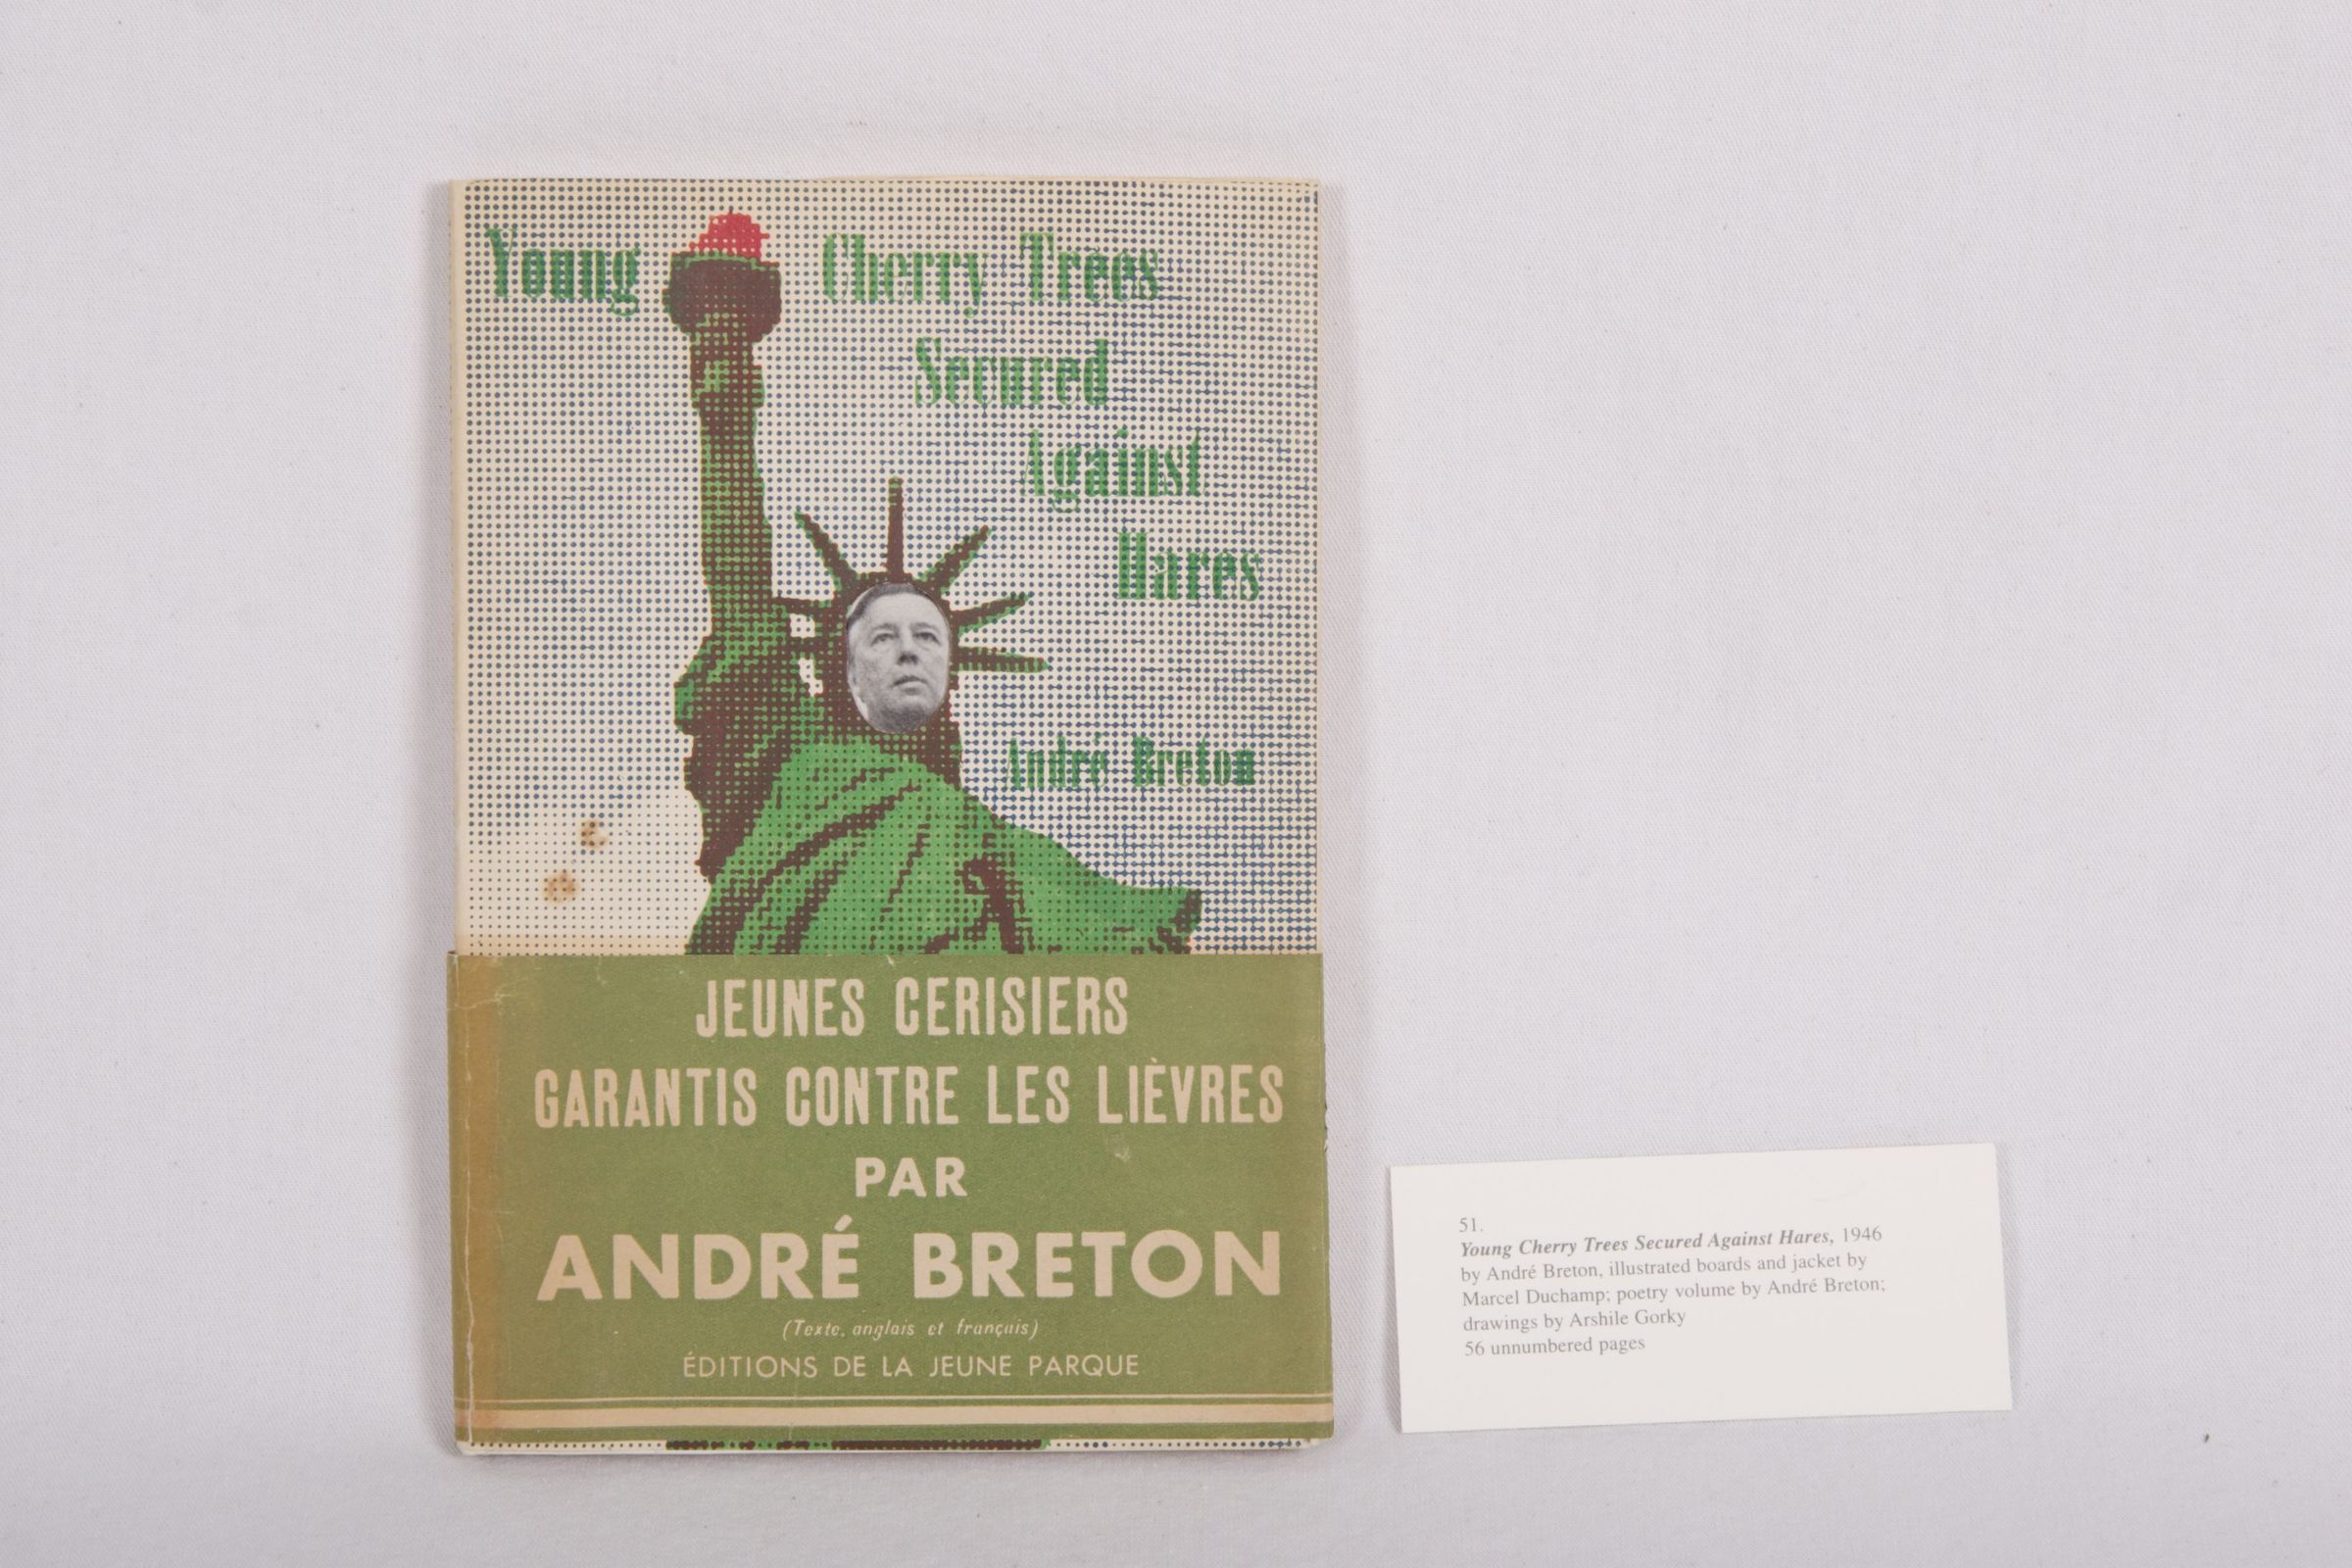 Young Cherry Trees
Secured
Against
Hares
André Breton
JEUNES CERISIERS
GARANTIS CONTRE LES LIÈVRES
PAR
ANDRÉ BRETON
(Texte, anglais et français)
ÉDITIONS DE LA JEUNE PARQUE
51.
Young Cherry Trees Secured Against Hares, 1946
by André Breton, illustrated boards and jacket by
Marcel Duchamp; poetry volume by André Breton;
drawings by Arshile Gorky
56 unnumbered pages